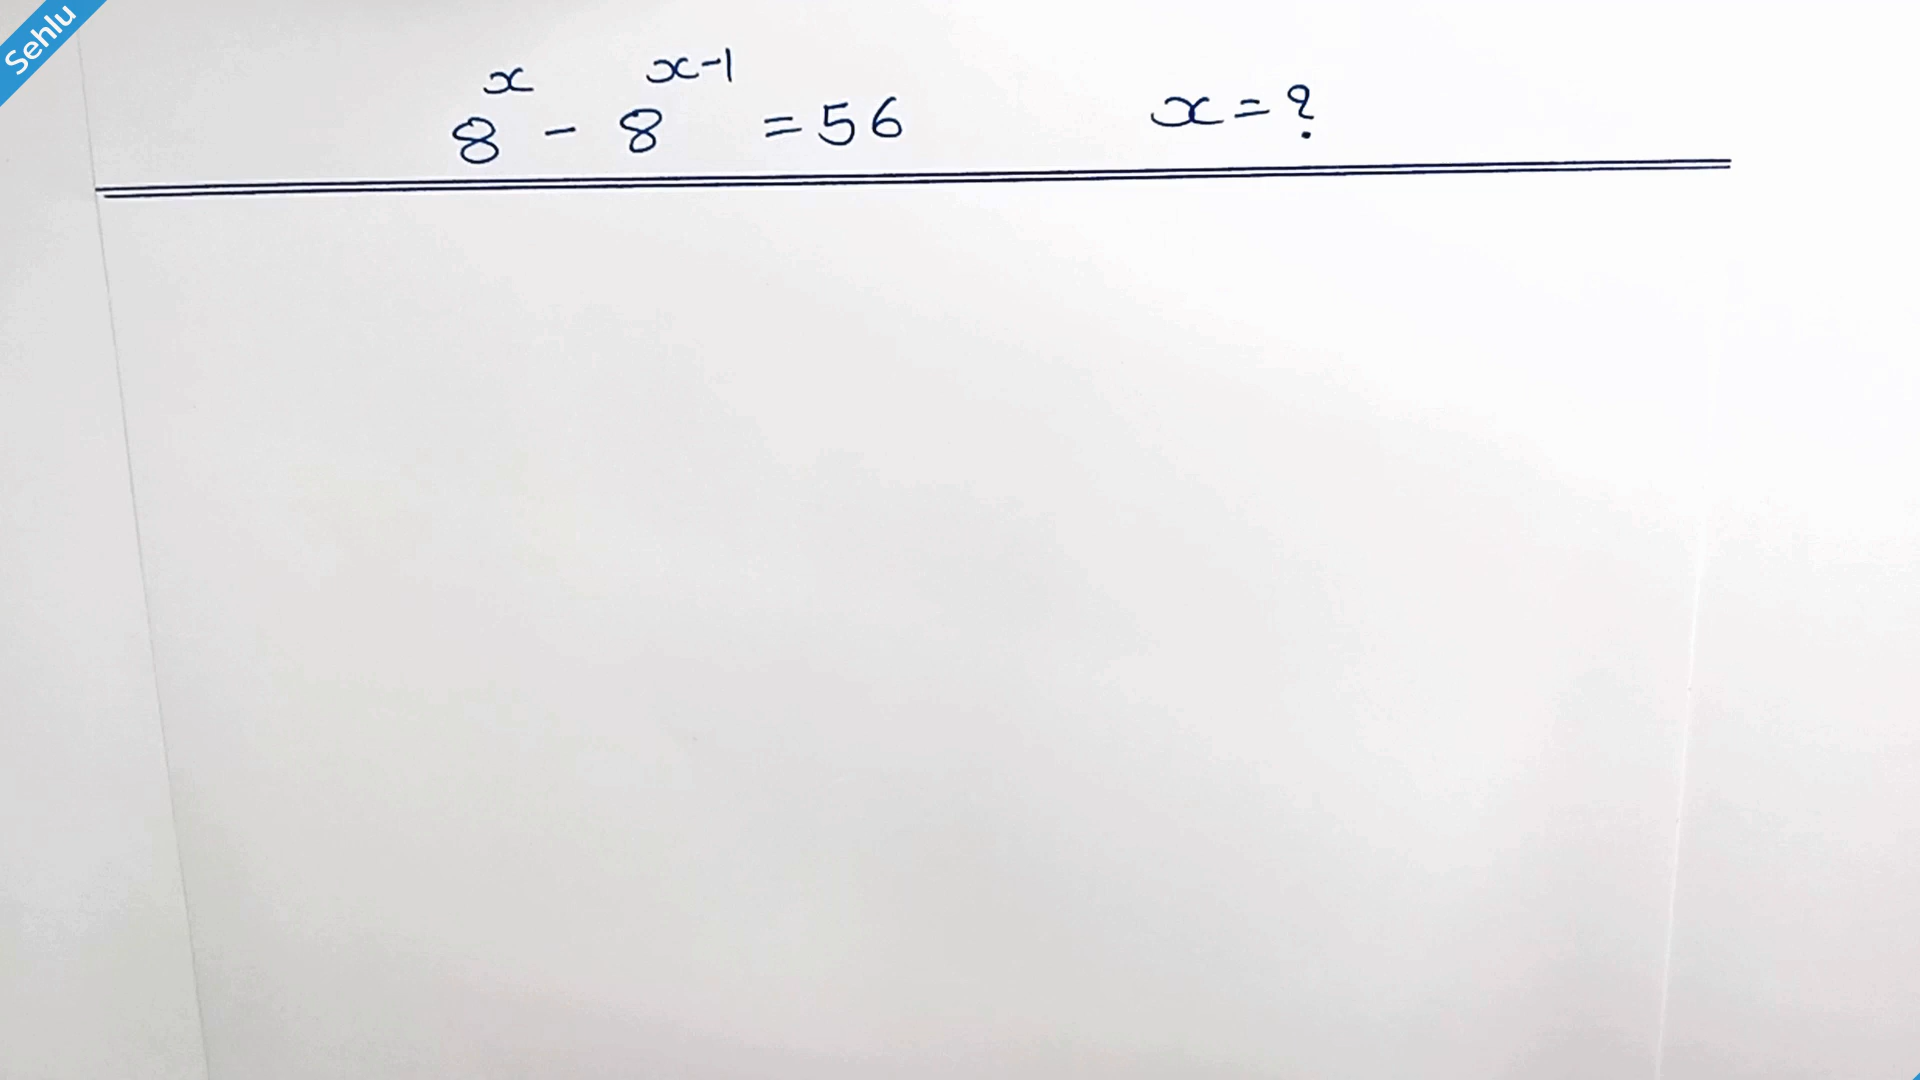 Sehlu
8^x - 8^{x-1} = 56   x = ?